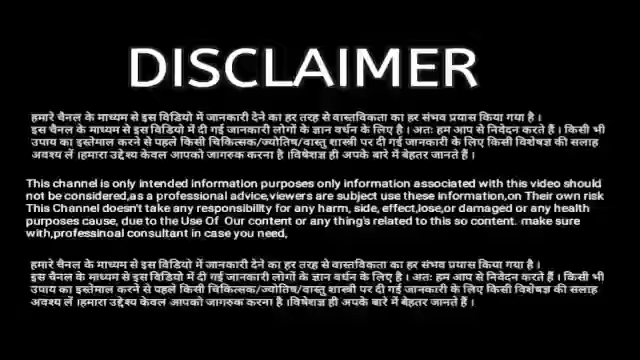 DISCLAIMER
हमारे चैनल के माध्यम से इस विडियो में जानकारी देने का हर तरह से वास्तविकता का हर संभव प्रयास किया गया है ।
इस चैनल के माध्यम से इस विडियो में दी गई जानकारी लोगों के ज्ञान वर्धन के लिए है । अतः हम आप से निवेदन करते हैं । किसी भी
उपाय का इस्तेमाल करने से पहले किसी चिकित्सक/ज्योतिष/वास्तु शास्त्री पर दी गई जानकारी के लिए किसी विशेषज्ञ की सलाह
अवश्य लें ।हमारा उद्देश्य केवल आपको जागरुक करना है ।विषेशज्ञ ही अपके बारे में बेहतर जानते हैं ।
This channel is only intended information purposes only information associated with this video should
not be considered,as a professional advice,viewers are subject use these information,on Their own risk
This Channel doesn't take any responsibility for any harm, side, effect,lose,or damaged or any health
purposes cause, due to the Use Of Our content or any thing's related to this so content. make sure
with,professinoal consultant in case you need,
हमारे चैनल के माध्यम से इस विडियो में जानकारी देने का हर तरह से वास्तविकता का हर संभव प्रयास किया गया है ।
इस चैनल के माध्यम से इस विडियो में दी गई जानकारी लोगों के ज्ञान वर्धन के लिए है । अतः हम आप से निवेदन करते हैं । किसी भी
उपाय का इस्तेमाल करने से पहले किसी चिकित्सक/ज्योतिष/वास्तु शास्त्री पर दी गई जानकारी के लिए किसी विशेषज्ञ की सलाह
अवश्य लें ।हमारा उद्देश्य केवल आपको जागरुक करना है ।विषेशज्ञ ही अपके बारे में बेहतर जानते हैं ।